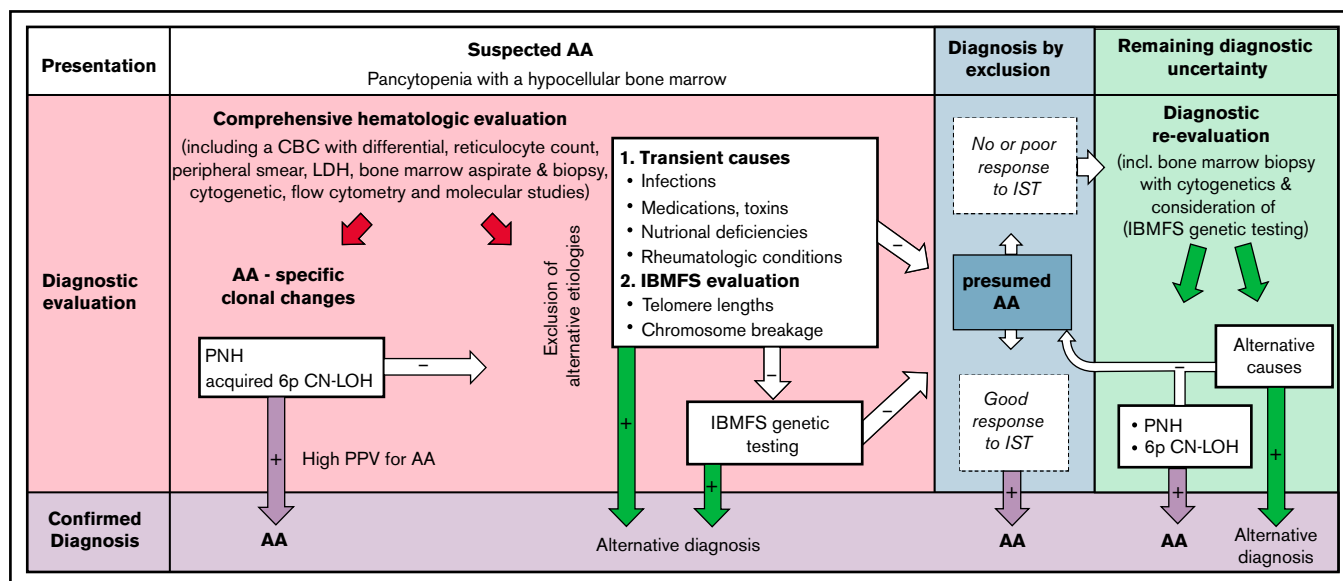 Presentation
Suspected AA
Pancytopenia with a hypocellular bone marrow
Diagnosis by
exclusion
Remaining diagnostic
uncertainty
Diagnostic
evaluation
Comprehensive hematologic evaluation
(including a CBC with differential, reticulocyte count,
peripheral smear, LDH, bone marrow aspirate & biopsy,
cytogenetic, flow cytometry and molecular studies)
AA - specific
clonal changes
PNH
acquired 6p CN-LOH
–
+
High PPV for AA
Exclusion of
alternative etiologies
1. Transient causes
• Infections
• Medications, toxins
• Nutrional deficiencies
• Rheumatologic conditions
2. IBMFS evaluation
• Telomere lengths
• Chromosome breakage
–
–
+
IBMFS genetic
testing
–
+
No or poor
response
to IST
presumed
AA
Good
response
to IST
+
Diagnostic
re-evaluation
(incl. bone marrow biopsy
with cytogenetics &
consideration of
(IBMFS genetic testing)
Alternative
causes
–
• PNH
• 6p CN-LOH
+
+
Confirmed
Diagnosis
AA
Alternative diagnosis
AA
AA
Alternative
diagnosis